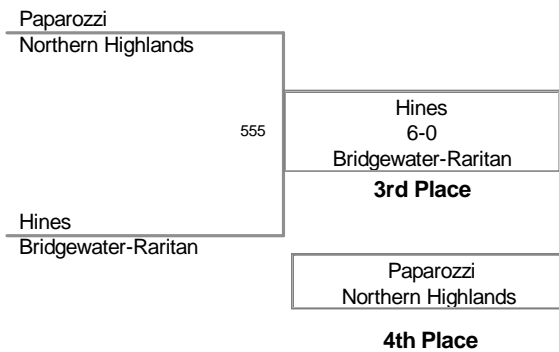 Paparozzi
Northern Highlands
555
Hines
6-0
Bridgewater-Raritan
3rd Place
Hines
Bridgewater-Raritan
Paparozzi
Northern Highlands
4th Place